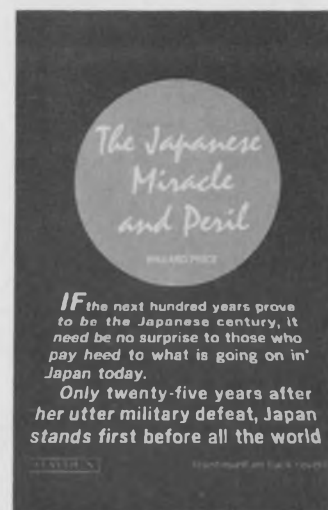 The Japanese
Miracle
and Peril
WILLARD PRICE
IF the next hundred years prove
to be the Japanese century, it
need be no surprise to those who
pay heed to what is going on in
Japan today.
Only twenty-five years after
her utter military defeat, Japan
stands first before all the world